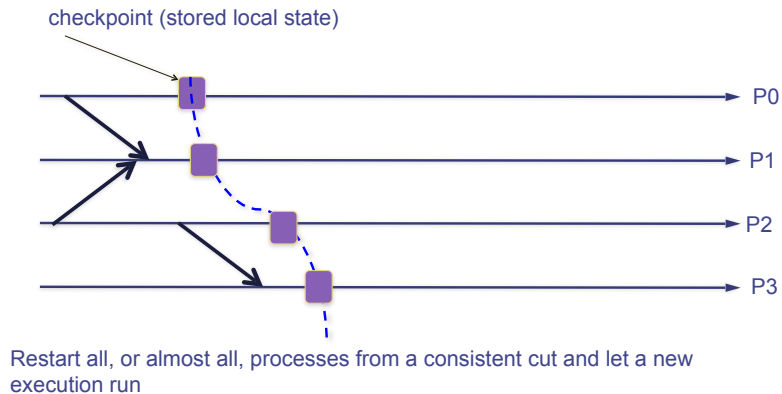 checkpoint (stored local state)
P0
P1
P2
P3
Restart all, or almost all, processes from a consistent cut and let a new
execution run